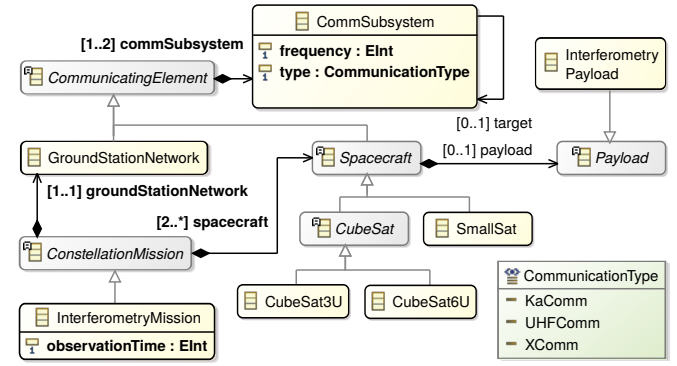 CommSubsystem
[1..2] commSubsystem
frequency : EInt
type : CommunicationType
Interferometry
Payload
CommunicatingElement
[0..1] target
GroundStationNetwork
Spacecraft
[0..1] payload
Payload
[1..1] groundStationNetwork
[2..*] spacecraft
CubeSat
SmallSat
ConstellationMission
CommunicationType
CubeSat3U
CubeSat6U
KaComm
InterferometryMission
UHFComm
observationTime : EInt
XComm